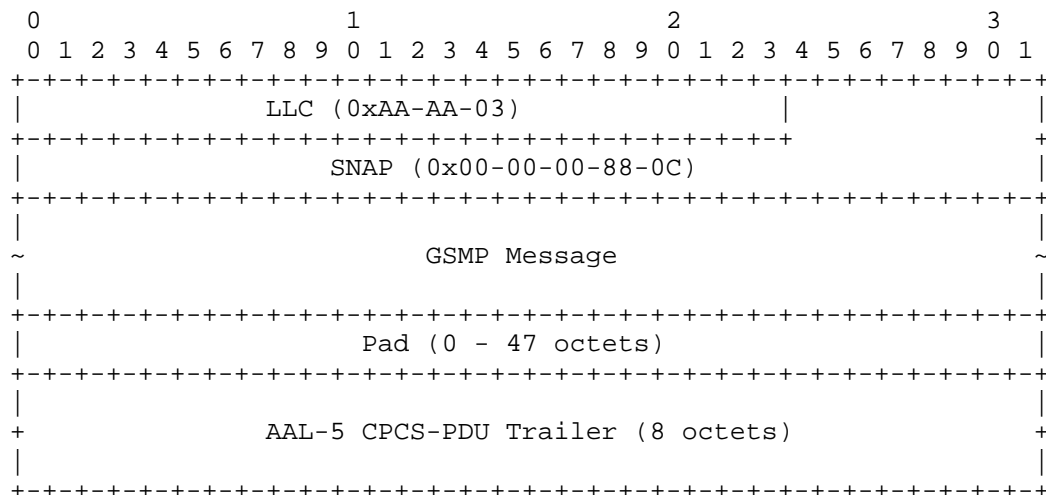 0                   1                   2                   3
 0 1 2 3 4 5 6 7 8 9 0 1 2 3 4 5 6 7 8 9 0 1 2 3 4 5 6 7 8 9 0 1
+-+-+-+-+-+-+-+-+-+-+-+-+-+-+-+-+-+-+-+-+-+-+-+-+-+-+-+-+-+-+-+-+
|               LLC (0xAA-AA-03)                |               |
+-+-+-+-+-+-+-+-+-+-+-+-+-+-+-+-+-+-+-+-+-+-+-+-+               +
|                   SNAP (0x00-00-00-88-0C)                     |
+-+-+-+-+-+-+-+-+-+-+-+-+-+-+-+-+-+-+-+-+-+-+-+-+-+-+-+-+-+-+-+-+
|                                                               |
~                         GSMP Message                          ~
|                                                               |
+-+-+-+-+-+-+-+-+-+-+-+-+-+-+-+-+-+-+-+-+-+-+-+-+-+-+-+-+-+-+-+-+
|                     Pad (0 - 47 octets)                       |
+-+-+-+-+-+-+-+-+-+-+-+-+-+-+-+-+-+-+-+-+-+-+-+-+-+-+-+-+-+-+-+-+
|                                                               |
+               AAL-5 CPCS-PDU Trailer (8 octets)               +
|                                                               |
+-+-+-+-+-+-+-+-+-+-+-+-+-+-+-+-+-+-+-+-+-+-+-+-+-+-+-+-+-+-+-+-+